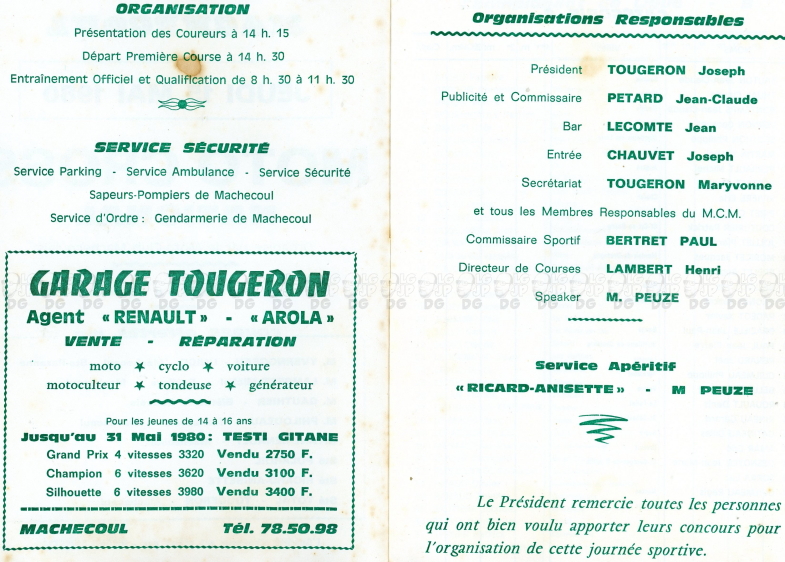 ORGANISATION
Présentation des Coureurs à 14 h. 15
Départ Première Course à 14 h. 30
Entraînement Officiel et Qualification de 8 h. 30 à 11 h. 30
SERVICE SÉCURITÉ
Service Parking - Service Ambulance - Service Sécurité
Sapeurs-Pompiers de Machecoul
Service d'Ordre : Gendarmerie de Machecoul
GARAGE TOUGERON
Agent « RENAULT » - « AROLA »
VENTE - RÉPARATION
moto ★ cyclo ★ voiture
motoculteur ★ tondeuse ★ générateur
Pour les jeunes de 14 à 16 ans
Jusqu'au 31 Mai 1980 : TESTI GITANE
Grand Prix 4 vitesses 3320 Vendu 2750 F.
Champion 6 vitesses 3620 Vendu 3100 F.
Silhouette 6 vitesses 3980 Vendu 3400 F.
MACHECOUL Tél. 78.50.98
Organisations Responsables
Président TOUGERON Joseph
Publicité et Commissaire PETARD Jean-Claude
Bar LECOMTE Jean
Entrée CHAUVET Joseph
Secrétariat TOUGERON Maryvonne
et tous les Membres Responsables du M.C.M.
Commissaire Sportif BERTRET PAUL
Directeur de Courses LAMBERT Henri
Speaker M. PEUZE
Service Apéritif
« RICARD-ANISETTE » - M PEUZE
Le Président remercie toutes les personnes
qui ont bien voulu apporter leurs concours pour
l'organisation de cette journée sportive.